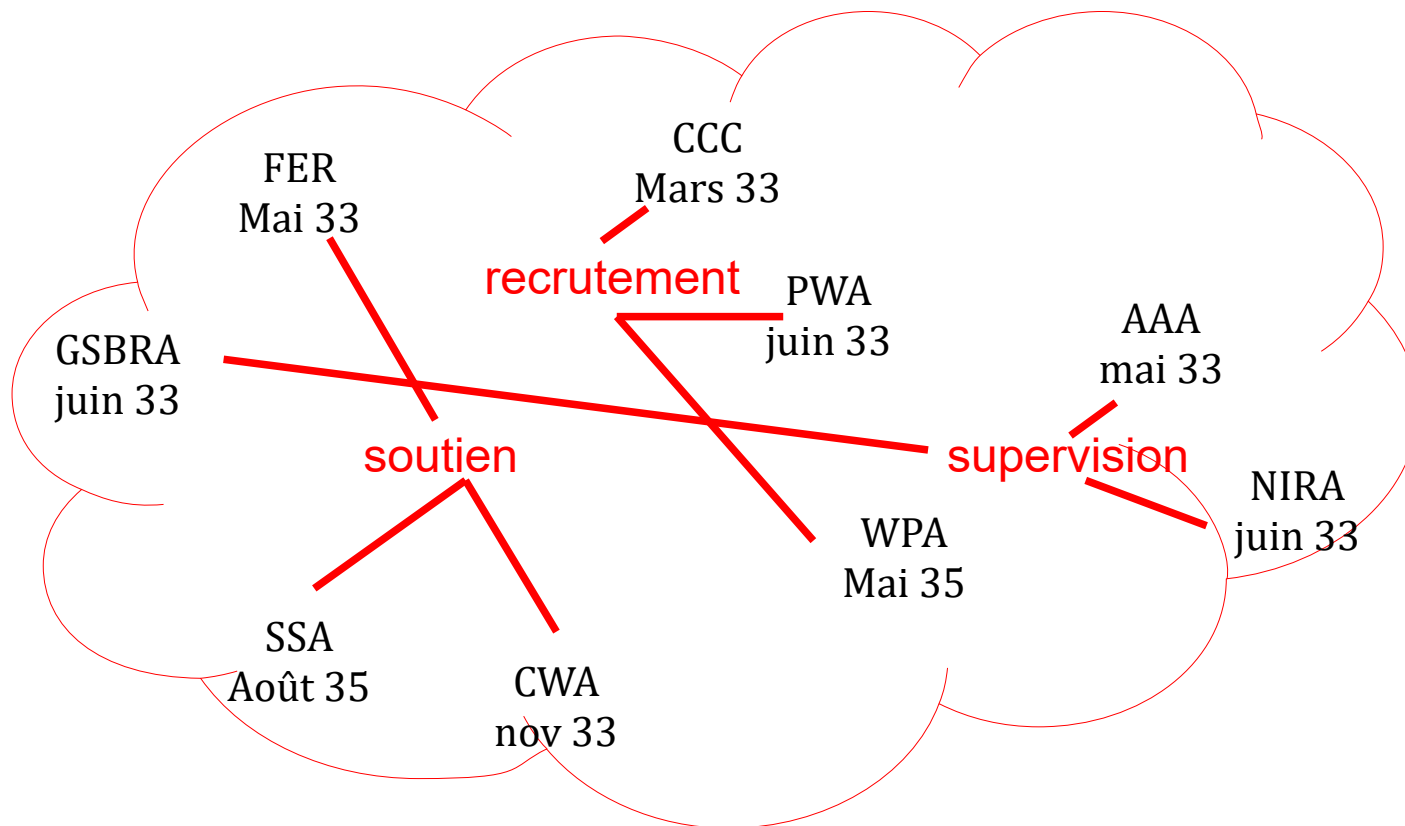 CCC
Mars 33
FER
Mai 33
recrutement
PWA
juin 33
AAA
mai 33
GSBRA
juin 33
soutien
supervision
NIRA
juin 33
WPA
Mai 35
SSA
Août 35
CWA
nov 33